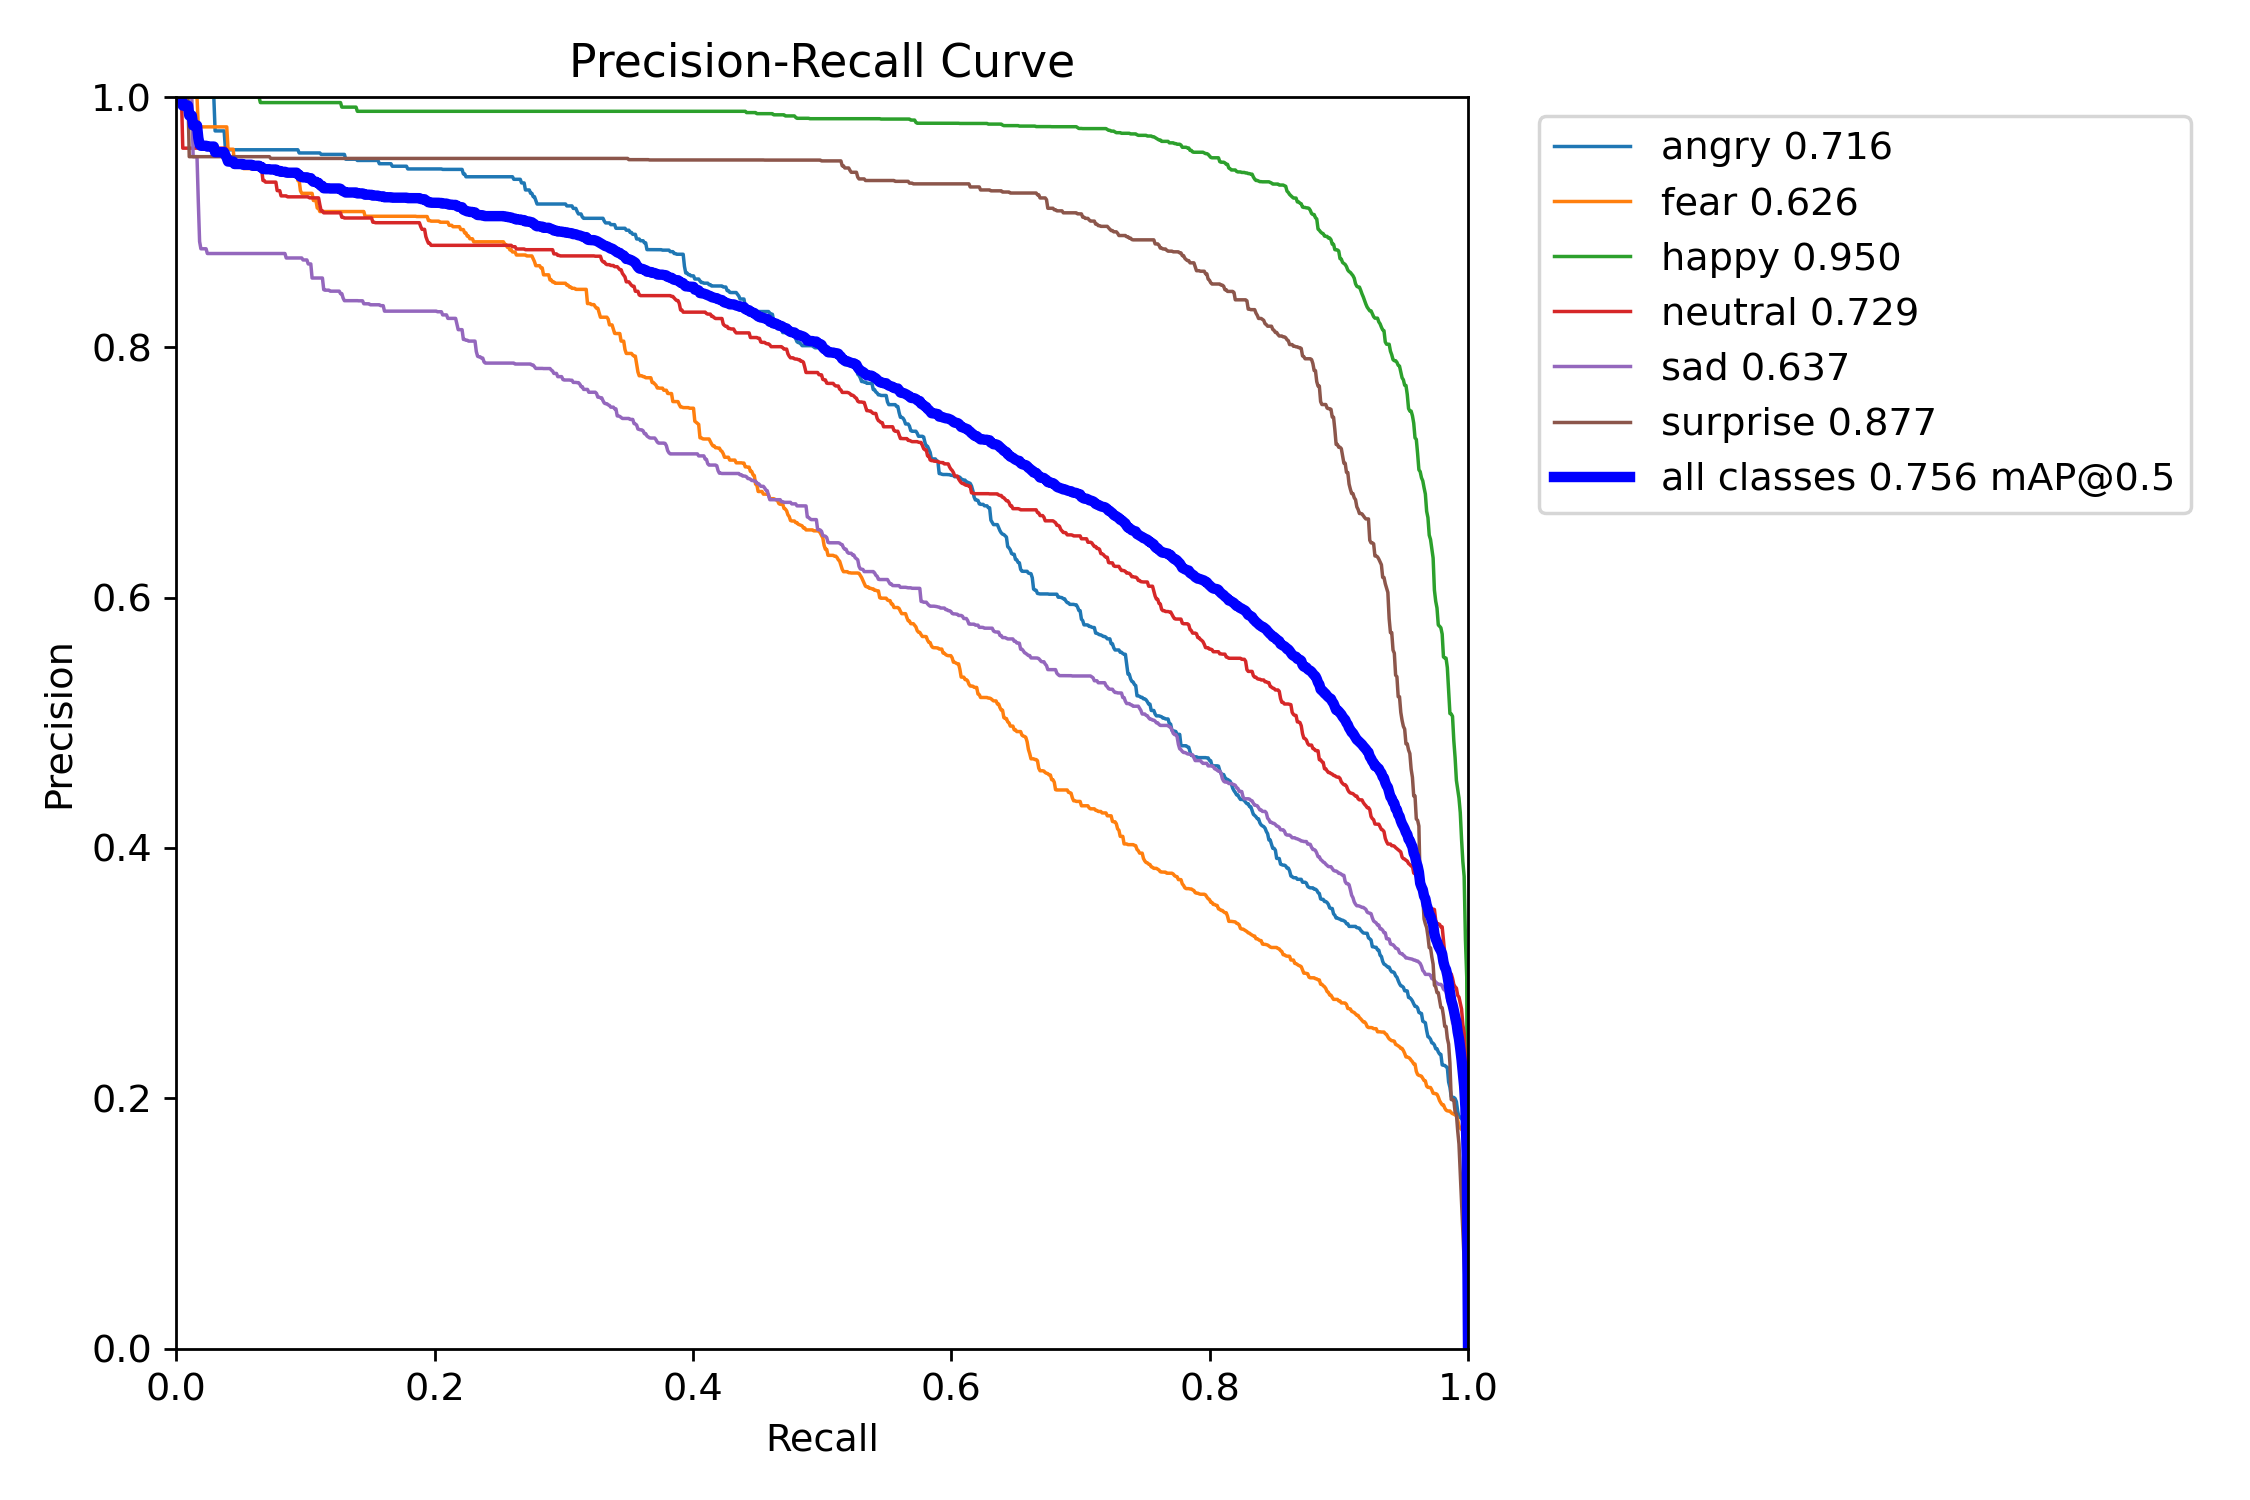 Precision-Recall Curve
1.0
0.8
0.6
0.4
0.2
0.0
Precision
0.0 0.2 0.4 0.6 0.8 1.0
Recall
angry 0.716
fear 0.626
happy 0.950
neutral 0.729
sad 0.637
surprise 0.877
all classes 0.756 mAP@0.5